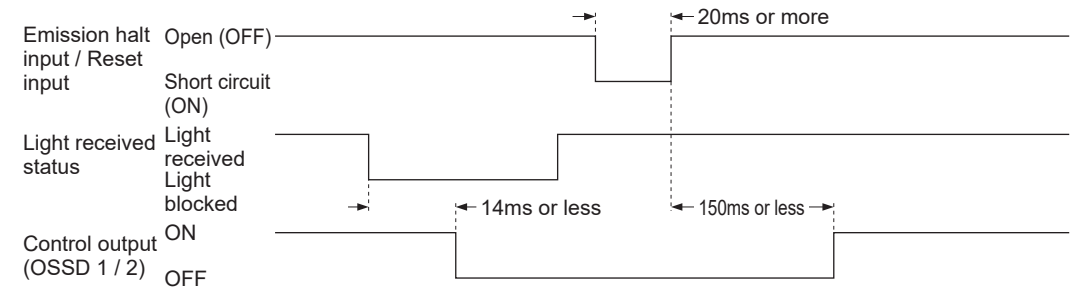 20ms or more
Emission halt
input / Reset
input
Open (OFF)
Short circuit
(ON)
Light received
status
Light
received
Light
blocked
14ms or less
150ms or less
Control output
(OSSD 1 / 2)
ON
OFF